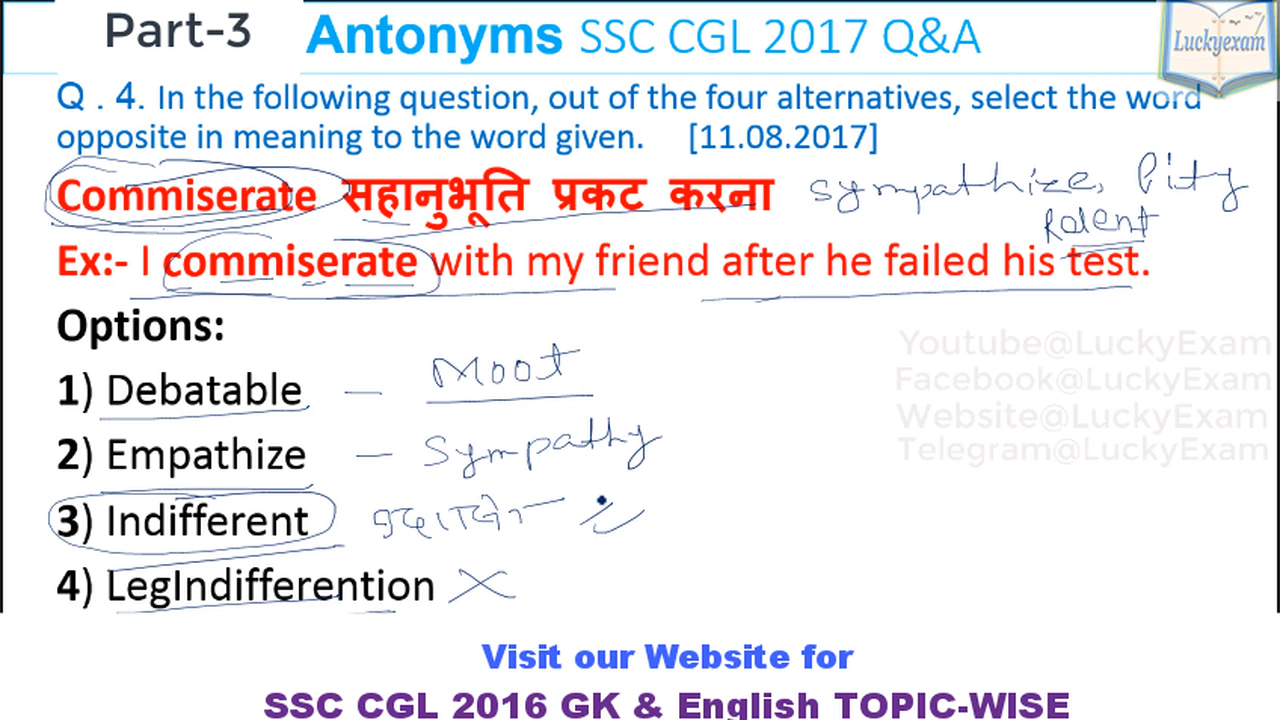 Part-3 Antonyms SSC CGL 2017 Q&A
Luckyexam
Q . 4. In the following question, out of the four alternatives, select the word
opposite in meaning to the word given. [11.08.2017]
Commiserate सहानुभूति प्रकट करना sympathize, Pity
Relent
Ex:- I commiserate with my friend after he failed his test.
Options:
1) Debatable — Moot
2) Empathize — Sympathy
3) Indifferent
4) LegIndifferention
Youtube@LuckyExam
Facebook@LuckyExam
Website@LuckyExam
Telegram@LuckyExam
Visit our Website for
SSC CGL 2016 GK & English TOPIC-WISE